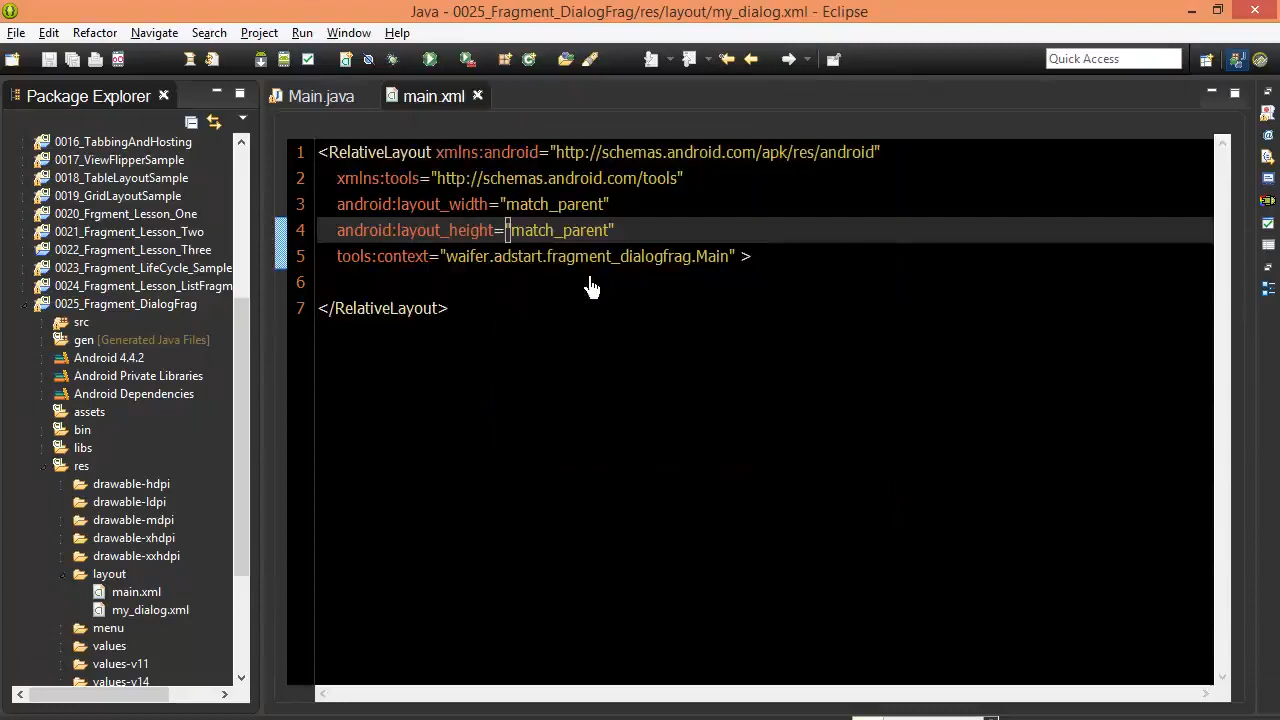 Java - 0025_Fragment_DialogFrag/res/layout/my_dialog.xml - Eclipse
File Edit Refactor Navigate Search Project Run Window Help
Quick Access
Package Explorer
Main.java
main.xml
0016_TabbingAndHosting
0017_ViewFlipperSample
0018_TableLayoutSample
0019_GridLayoutSample
0020_Frgment_Lesson_One
0021_Fragment_Lesson_Two
0022_Fragment_Lesson_Three
0023_Fragment_LifeCycle_Sample
0024_Fragment_Lesson_ListFragm
0025_Fragment_DialogFrag
src
gen [Generated Java Files]
Android 4.4.2
Android Private Libraries
Android Dependencies
assets
bin
libs
res
drawable-hdpi
drawable-ldpi
drawable-mdpi
drawable-xhdpi
drawable-xxhdpi
layout
main.xml
my_dialog.xml
menu
values
values-v11
values-v14
1 <RelativeLayout xmlns:android="http://schemas.android.com/apk/res/android"
2 xmlns:tools="http://schemas.android.com/tools"
3 android:layout_width="match_parent"
4 android:layout_height="match_parent"
5 tools:context="waifer.adstart.fragment_dialogfrag.Main" >
6
7 </RelativeLayout>